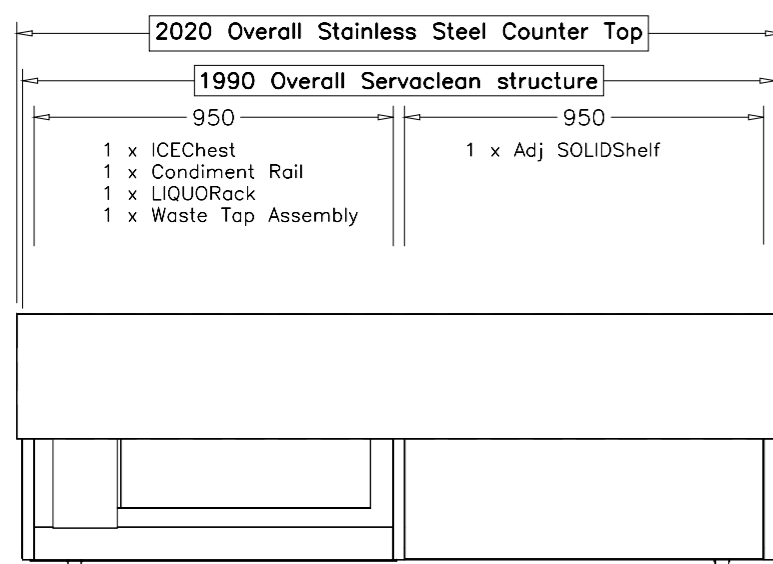 2020 Overall Stainless Steel Counter Top
1990 Overall Servaclean structure
950
950
1 x ICEChest
1 x Condiment Rail
1 x LIQUORack
1 x Waste Tap Assembly
1 x Adj SOLIDShelf